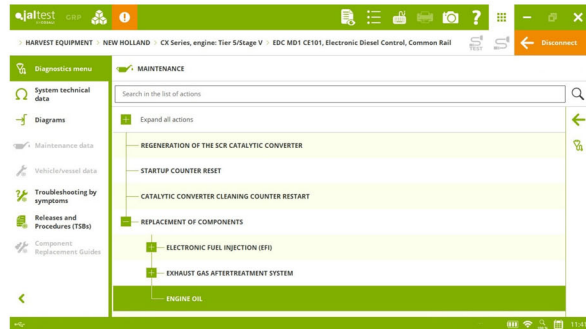 jaltest GRP
HARVEST EQUIPMENT > NEW HOLLAND > CX Series, engine: Tier 5/Stage V > EDC MD1 CE101, Electronic Diesel Control, Common Rail
TEST
Disconnect
Diagnostics menu
System technical
data
Diagrams
Maintenance data
Vehicle/vessel data
Troubleshooting by
symptoms
Releases and
Procedures (TSBs)
Component
Replacement Guides
MAINTENANCE
Search in the list of actions
Expand all actions
REGENERATION OF THE SCR CATALYTIC CONVERTER
STARTUP COUNTER RESET
CATALYTIC CONVERTER CLEANING COUNTER RESTART
REPLACEMENT OF COMPONENTS
ELECTRONIC FUEL INJECTION (EFI)
EXHAUST GAS AFTERTREATMENT SYSTEM
ENGINE OIL